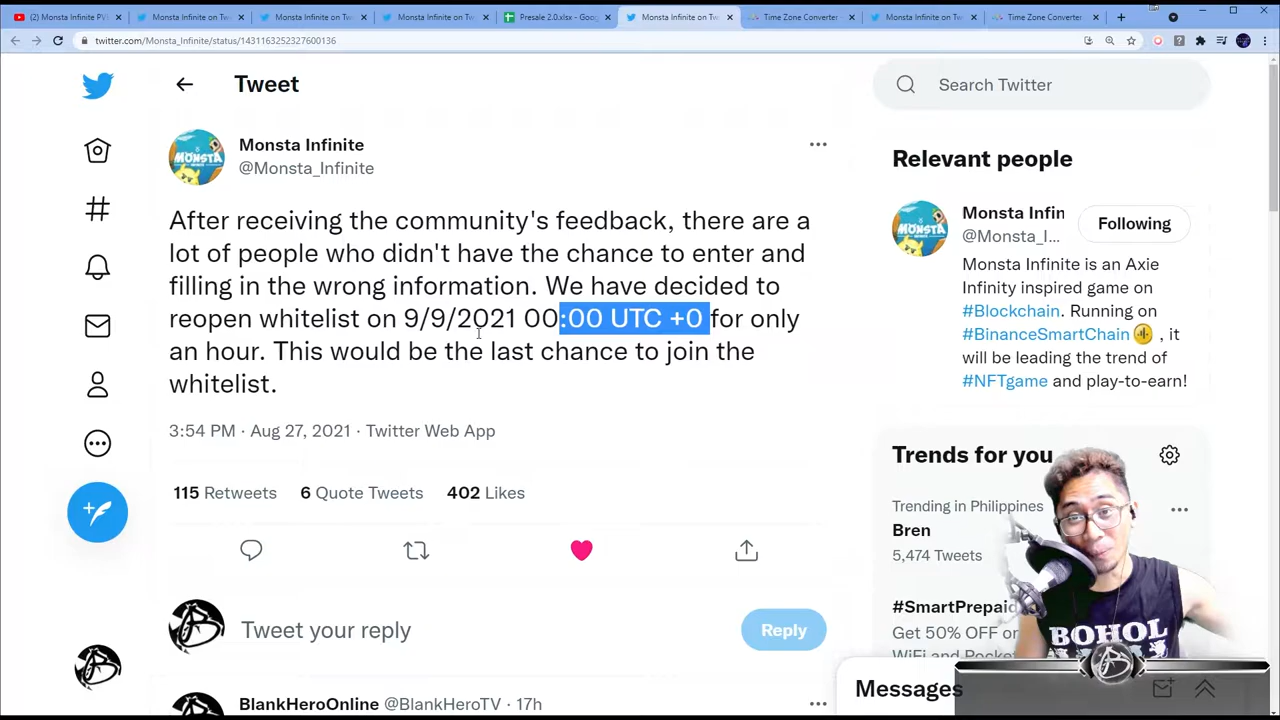 (2) Monsta Infinite PV
Monsta Infinite on Tw
Monsta Infinite on Tw
Monsta Infinite on Tw
Presale 2.0.xlsx - Goog
Monsta Infinite on Tw
Time Zone Converter
Monsta Infinite on Tw
Time Zone Converter
twitter.com/Monsta_Infinite/status/1431163252327600136
Tweet
Search Twitter
MONSTA
Monsta Infinite
@Monsta_Infinite
After receiving the community's feedback, there are a
lot of people who didn't have the chance to enter and
filling in the wrong information. We have decided to
reopen whitelist on 9/9/2021 00:00 UTC +0 for only
an hour. This would be the last chance to join the
whitelist.
3:54 PM · Aug 27, 2021 · Twitter Web App
115 Retweets 6 Quote Tweets 402 Likes
Tweet your reply
Reply
BlankHeroOnline @BlankHeroTV · 17h
Relevant people
MONSTA
Monsta Infin
@Monsta_I...
Following
Monsta Infinite is an Axie
Infinity inspired game on
#Blockchain. Running on
#BinanceSmartChain , it
will be leading the trend of
#NFTgame and play-to-earn!
Trends for you
Trending in Philippines
Bren
5,474 Tweets
#SmartPrepaid
Get 50% OFF or
WiFi and Pocket
BOHOL
Messages